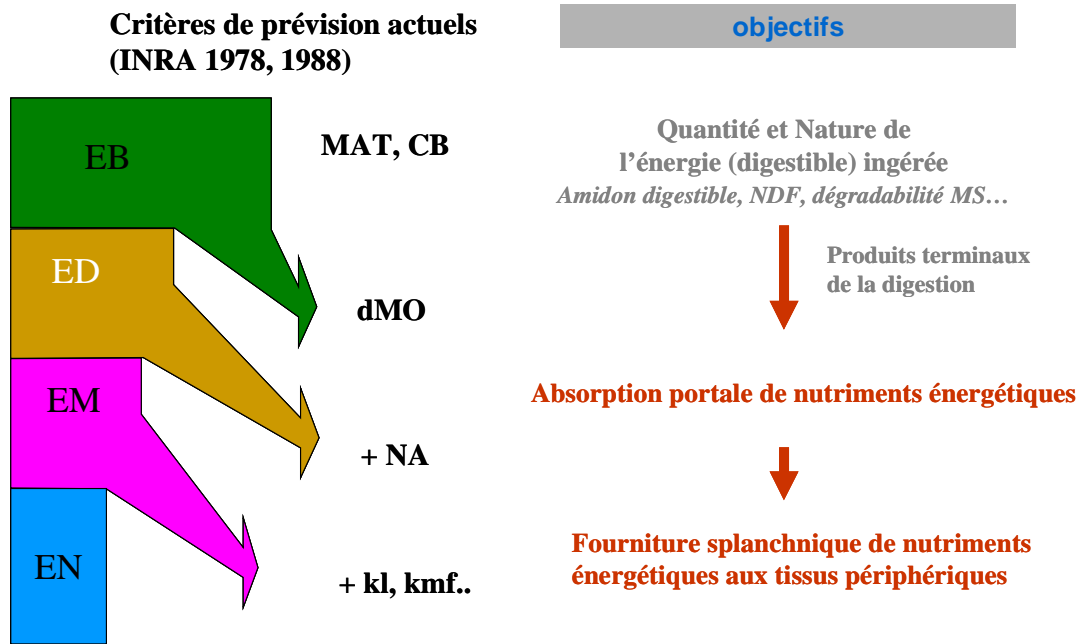 Critères de prévision actuels
(INRA 1978, 1988)
objectifs
EB
MAT, CB
ED
dMO
EM
+ NA
EN
+ kl, kmf..
Quantité et Nature de
l'énergie (digestible) ingérée
Amidon digestible, NDF, dégradabilité MS…
Produits terminaux
de la digestion
Absorption portale de nutriments énergétiques
Fourniture splanchnique de nutriments
énergétiques aux tissus périphériques